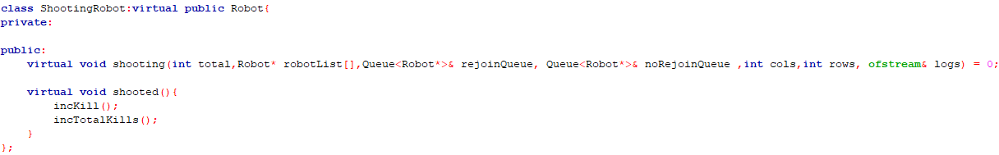 class ShootingRobot:virtual public Robot{
private:

public:
    virtual void shooting(int total,Robot* robotList[],Queue<Robot*>& rejoinQueue, Queue<Robot*>& noRejoinQueue ,int cols,int rows, ofstream& logs) = 0;

    virtual void shooted(){
        incKill();
        incTotalKills();
    }
};